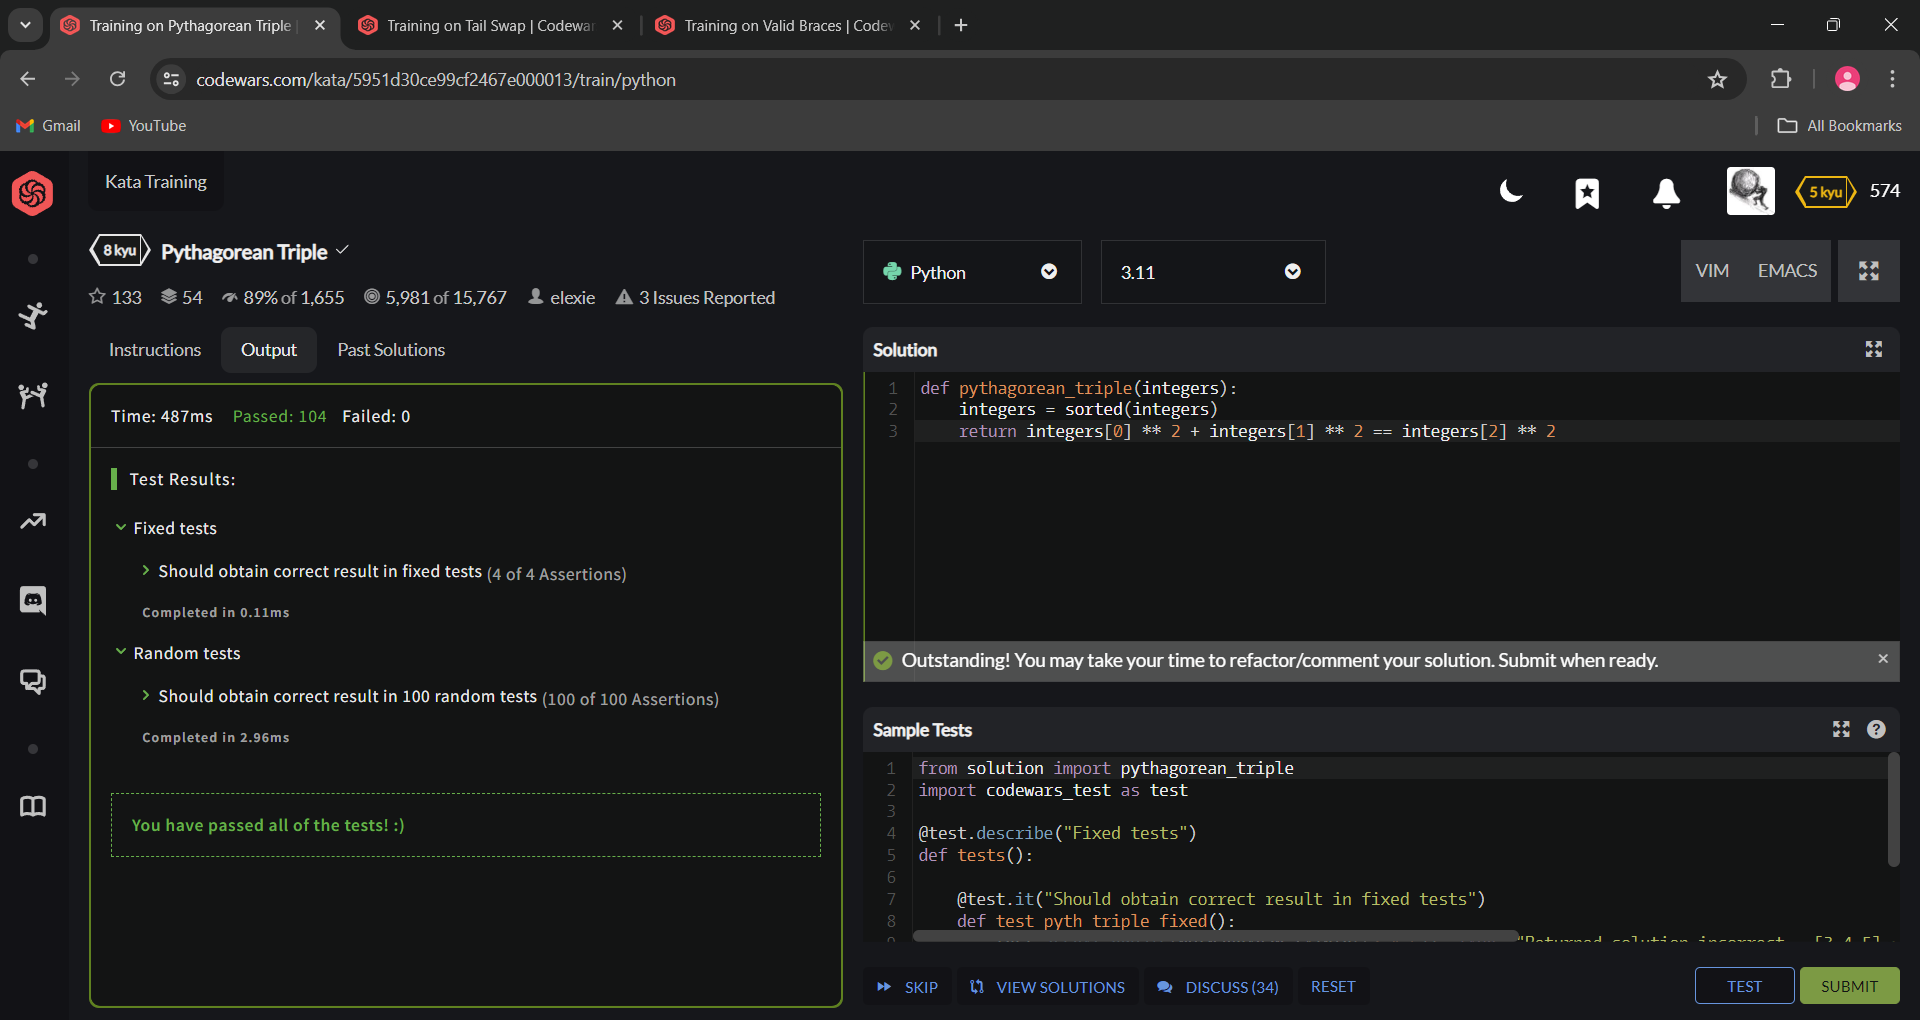 Training on Pythagorean Triple |
Training on Tail Swap | Codewar
Training on Valid Braces | Codew
codewars.com/kata/5951d30ce99cf2467e000013/train/python
Gmail
YouTube
All Bookmarks
Kata Training
5 kyu
574
8 kyu
Pythagorean Triple
133
54
89% of 1,655
5,981 of 15,767
elexie
3 Issues Reported
Python
3.11
VIM
EMACS
Instructions
Output
Past Solutions
Time: 487ms Passed: 104 Failed: 0
Test Results:
Fixed tests
Should obtain correct result in fixed tests (4 of 4 Assertions)
Completed in 0.11ms
Random tests
Should obtain correct result in 100 random tests (100 of 100 Assertions)
Completed in 2.96ms
You have passed all of the tests! :)
Solution
1 def pythagorean_triple(integers):
2 integers = sorted(integers)
3 return integers[0] ** 2 + integers[1] ** 2 == integers[2] ** 2
Outstanding! You may take your time to refactor/comment your solution. Submit when ready.
Sample Tests
1 from solution import pythagorean_triple
2 import codewars_test as test
3
4 @test.describe("Fixed tests")
5 def tests():
6
7 @test.it("Should obtain correct result in fixed tests")
8 def test_pyth_triple_fixed():
SKIP
VIEW SOLUTIONS
DISCUSS (34)
RESET
TEST
SUBMIT